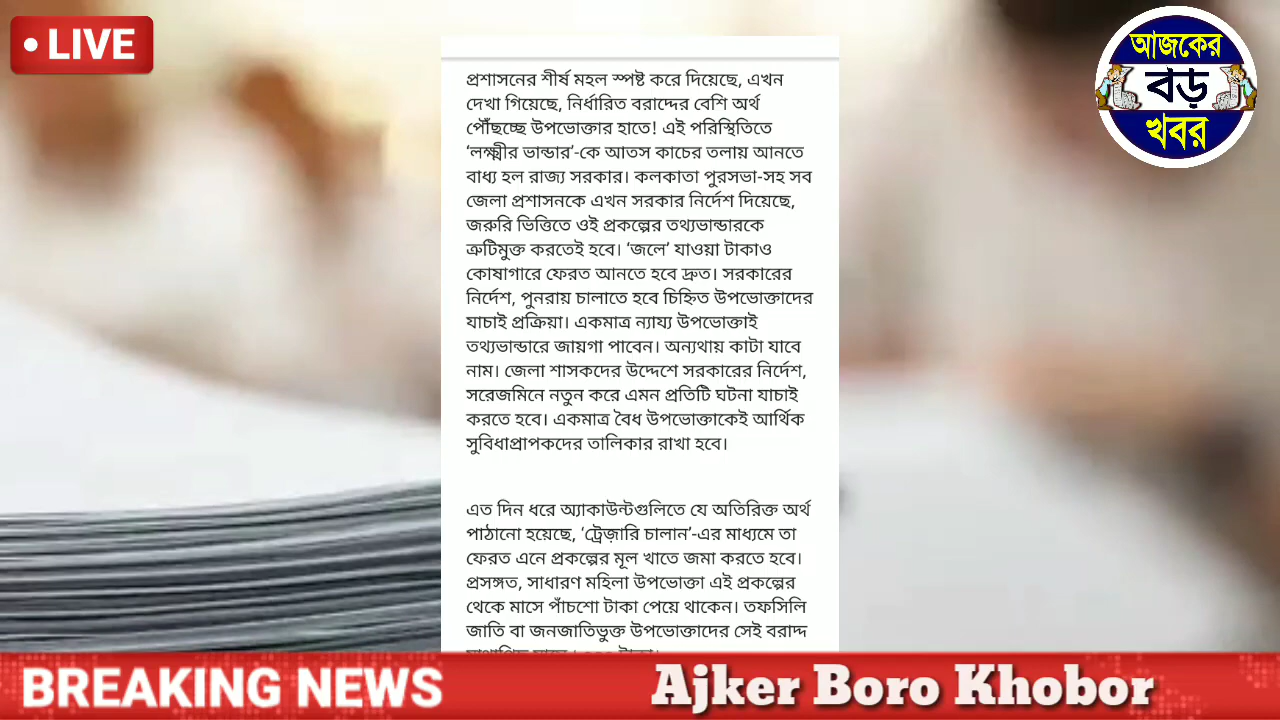 LIVE
আজকের
বড়
খবর
প্রশাসনের শীর্ষ মহল স্পষ্ট করে দিয়েছে, এখন
দেখা গিয়েছে, নির্ধারিত বরাদ্দের বেশি অর্থ
পৌঁছচ্ছে উপভোক্তার হাতে! এই পরিস্থিতিতে
‘লক্ষ্মীর ভান্ডার’-কে আতস কাচের তলায় আনতে
বাধ্য হল রাজ্য সরকার। কলকাতা পুরসভা-সহ সব
জেলা প্রশাসনকে এখন সরকার নির্দেশ দিয়েছে,
জরুরি ভিত্তিতে ওই প্রকল্পের তথ্যভান্ডারকে
ত্রুটিমুক্ত করতেই হবে। ‘জলে’ যাওয়া টাকাও
কোষাগারে ফেরত আনতে হবে দ্রুত। সরকারের
নির্দেশ, পুনরায় চালাতে হবে চিহ্নিত উপভোক্তাদের
যাচাই প্রক্রিয়া। একমাত্র ন্যায্য উপভোক্তাই
তথ্যভান্ডারে জায়গা পাবেন। অন্যথায় কাটা যাবে
নাম। জেলা শাসকদের উদ্দেশে সরকারের নির্দেশ,
সরেজমিনে নতুন করে এমন প্রতিটি ঘটনা যাচাই
করতে হবে। একমাত্র বৈধ উপভোক্তাকেই আর্থিক
সুবিধাপ্রাপকদের তালিকার রাখা হবে।
এত দিন ধরে অ্যাকাউন্টগুলিতে যে অতিরিক্ত অর্থ
পাঠানো হয়েছে, ‘ট্রেজ়ারি চালান’-এর মাধ্যমে তা
ফেরত এনে প্রকল্পের মূল খাতে জমা করতে হবে।
প্রসঙ্গত, সাধারণ মহিলা উপভোক্তা এই প্রকল্পের
থেকে মাসে পাঁচশো টাকা পেয়ে থাকেন। তফসিলি
জাতি বা জনজাতিভুক্ত উপভোক্তাদের সেই বরাদ্দ
BREAKING NEWS
Ajker Boro Khobor